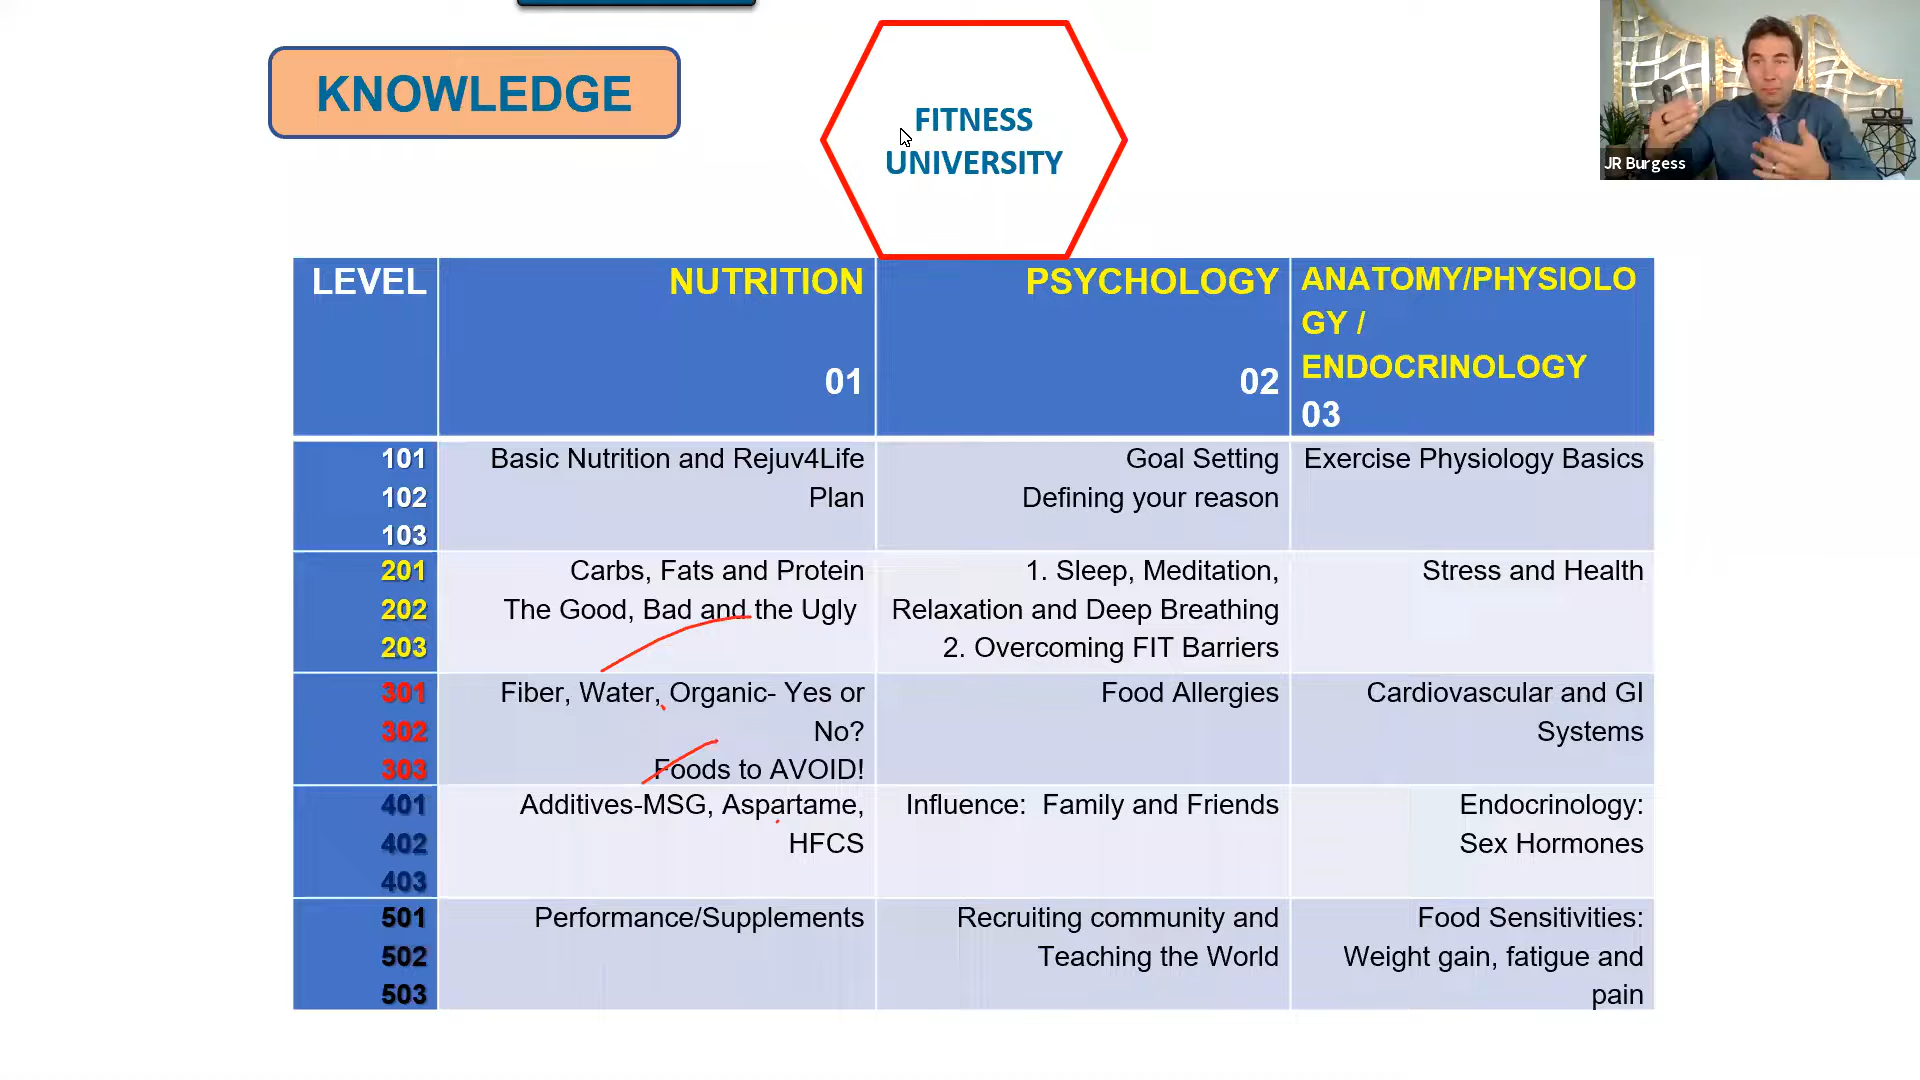 KNOWLEDGE
FITNESS
UNIVERSITY
JR Burgess
LEVEL
NUTRITION
01
PSYCHOLOGY
02
ANATOMY/PHYSIOLO
GY /
ENDOCRINOLOGY
03
101
102
103
Basic Nutrition and Rejuv4Life
Plan
Goal Setting
Defining your reason
Exercise Physiology Basics
201
202
203
Carbs, Fats and Protein
The Good, Bad and the Ugly
1. Sleep, Meditation,
Relaxation and Deep Breathing
2. Overcoming FIT Barriers
Stress and Health
301
302
303
Fiber, Water, Organic- Yes or
No?
Foods to AVOID!
Food Allergies
Cardiovascular and GI
Systems
401
402
403
Additives-MSG, Aspartame,
HFCS
Influence: Family and Friends
Endocrinology:
Sex Hormones
501
502
503
Performance/Supplements
Recruiting community and
Teaching the World
Food Sensitivities:
Weight gain, fatigue and
pain